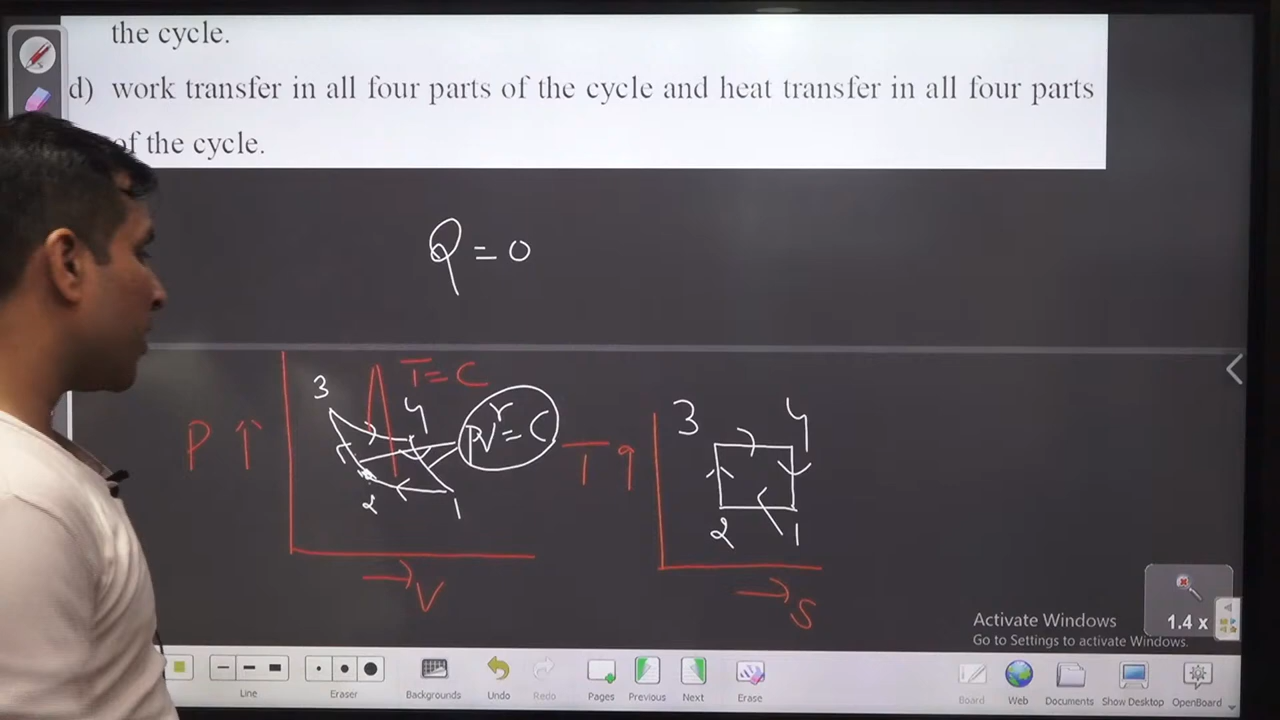 the cycle.
d) work transfer in all four parts of the cycle and heat transfer in all four parts
of the cycle.
Q = 0
T = C
3
4
PV^γ = C
P ↑
2
1
→ V
3
4
T ↑
2
1
→ S
Activate Windows
Go to Settings to activate Windows.
1.4 x
Line
Eraser
Backgrounds
Undo
Redo
Pages
Previous
Next
Erase
Board
Web
Documents
Show Desktop
OpenBoard